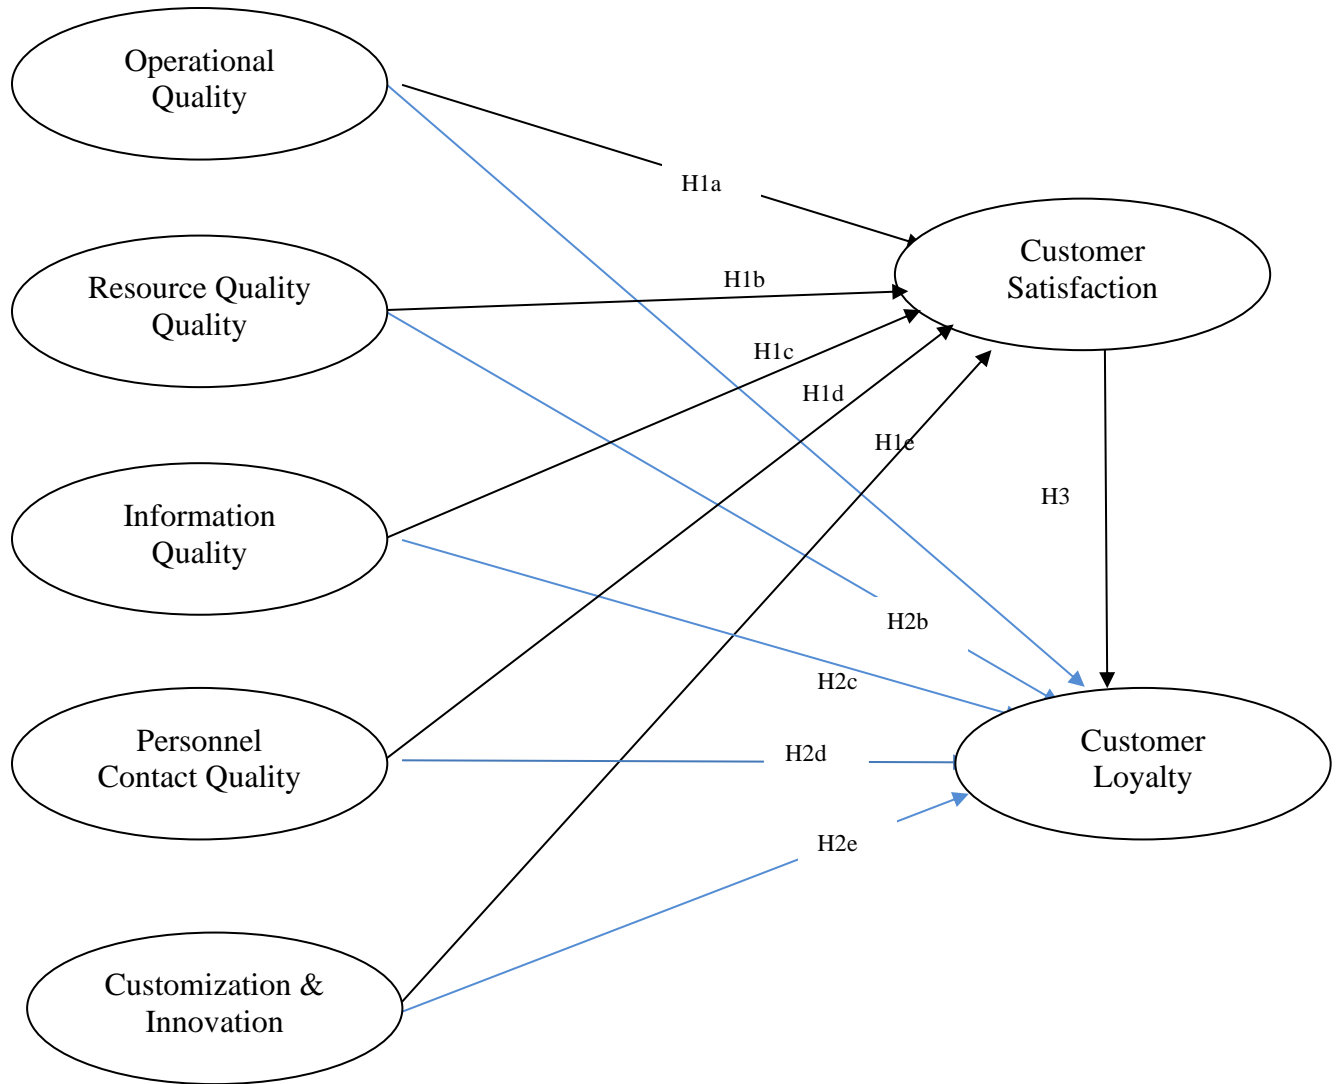 Operational
Quality
H1a
Customer
Satisfaction
Resource Quality
Quality
H1b
H1c
H1d
H1e
H3
Information
Quality
H2b
H2c
Personnel
Contact Quality
H2d
Customer
Loyalty
H2e
Customization &
Innovation